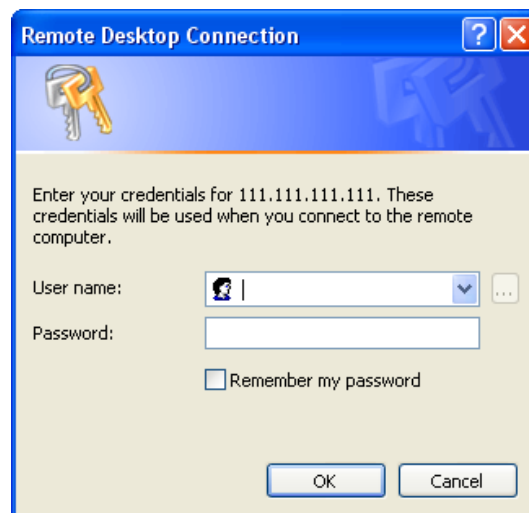 Remote Desktop Connection
Enter your credentials for 111.111.111.111. These
credentials will be used when you connect to the remote
computer.
User name:
...
Password:
Remember my password
OK Cancel